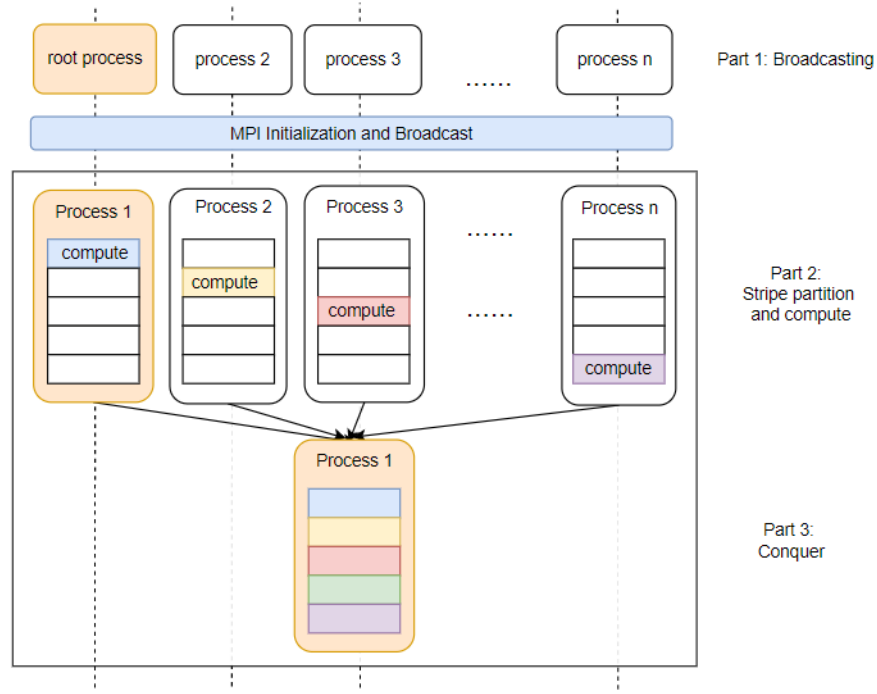 root process
process 2
process 3
......
process n
Part 1: Broadcasting
MPI Initialization and Broadcast
Process 1
Process 2
Process 3
......
Process n
compute
compute
compute
......
compute
Part 2:
Stripe partition
and compute
Process 1
Part 3:
Conquer